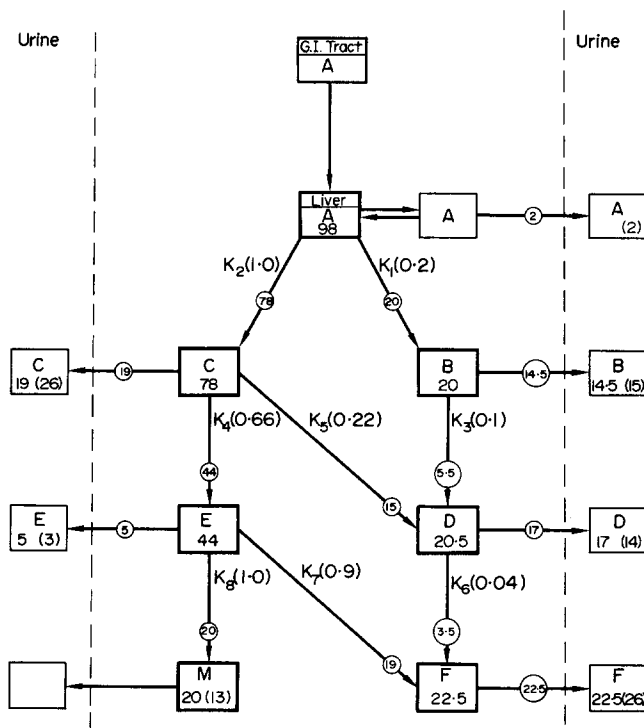 Urine
Urine
G.I. Tract
A
Liver
A
98
A
2
A
(2)
K₂(1·0)
K₁(0·2)
78
20
C
19 (26)
19
C
78
B
20
14·5
B
14·5 (15)
K₄(0·66)
K₅(0·22)
K₃(0·1)
44
15
5·5
E
5 (3)
5
E
44
D
20·5
17
D
17 (14)
K₈(1·0)
K₇(0·9)
K₆(0·04)
20
19
3·5
M
20(13)
F
22·5
22·5
F
22·5(26)